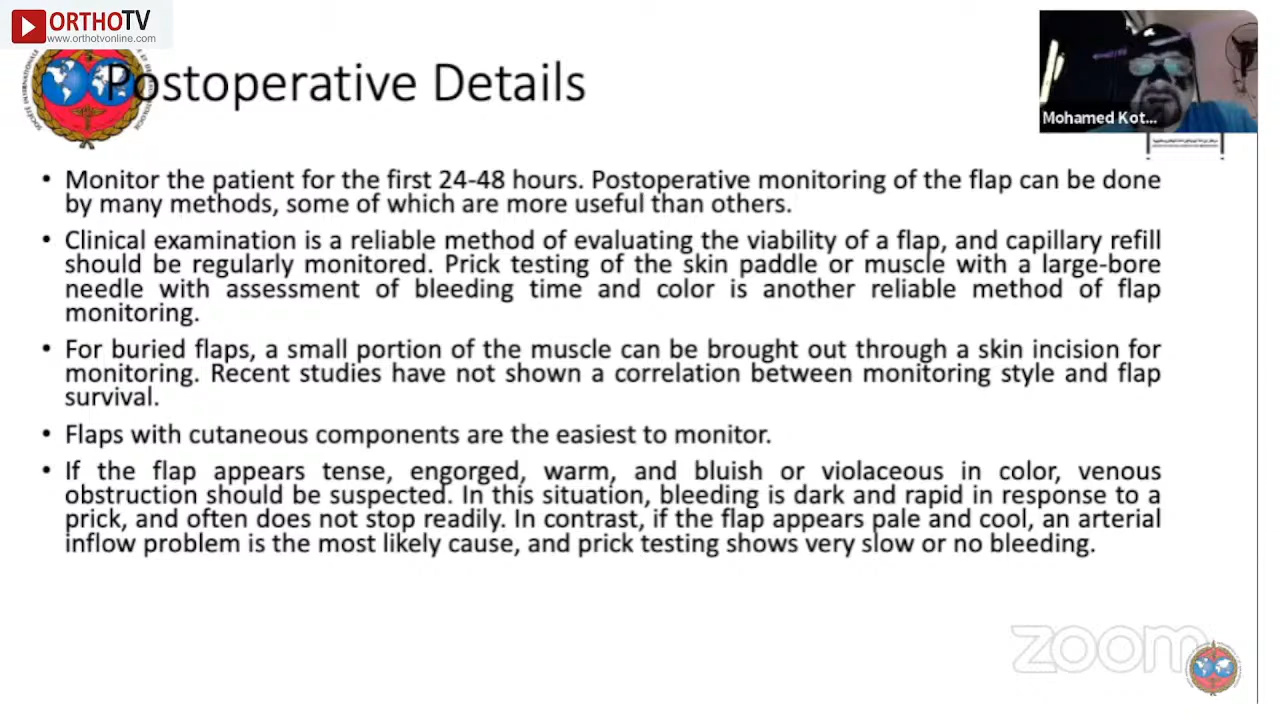 ORTHOTV
www.orthotvonline.com
Postoperative Details
Mohamed Kot...
• Monitor the patient for the first 24-48 hours. Postoperative monitoring of the flap can be done
by many methods, some of which are more useful than others.
• Clinical examination is a reliable method of evaluating the viability of a flap, and capillary refill
should be regularly monitored. Prick testing of the skin paddle or muscle with a large-bore
needle with assessment of bleeding time and color is another reliable method of flap
monitoring.
• For buried flaps, a small portion of the muscle can be brought out through a skin incision for
monitoring. Recent studies have not shown a correlation between monitoring style and flap
survival.
• Flaps with cutaneous components are the easiest to monitor.
• If the flap appears tense, engorged, warm, and bluish or violaceous in color, venous
obstruction should be suspected. In this situation, bleeding is dark and rapid in response to a
prick, and often does not stop readily. In contrast, if the flap appears pale and cool, an arterial
inflow problem is the most likely cause, and prick testing shows very slow or no bleeding.
zoom